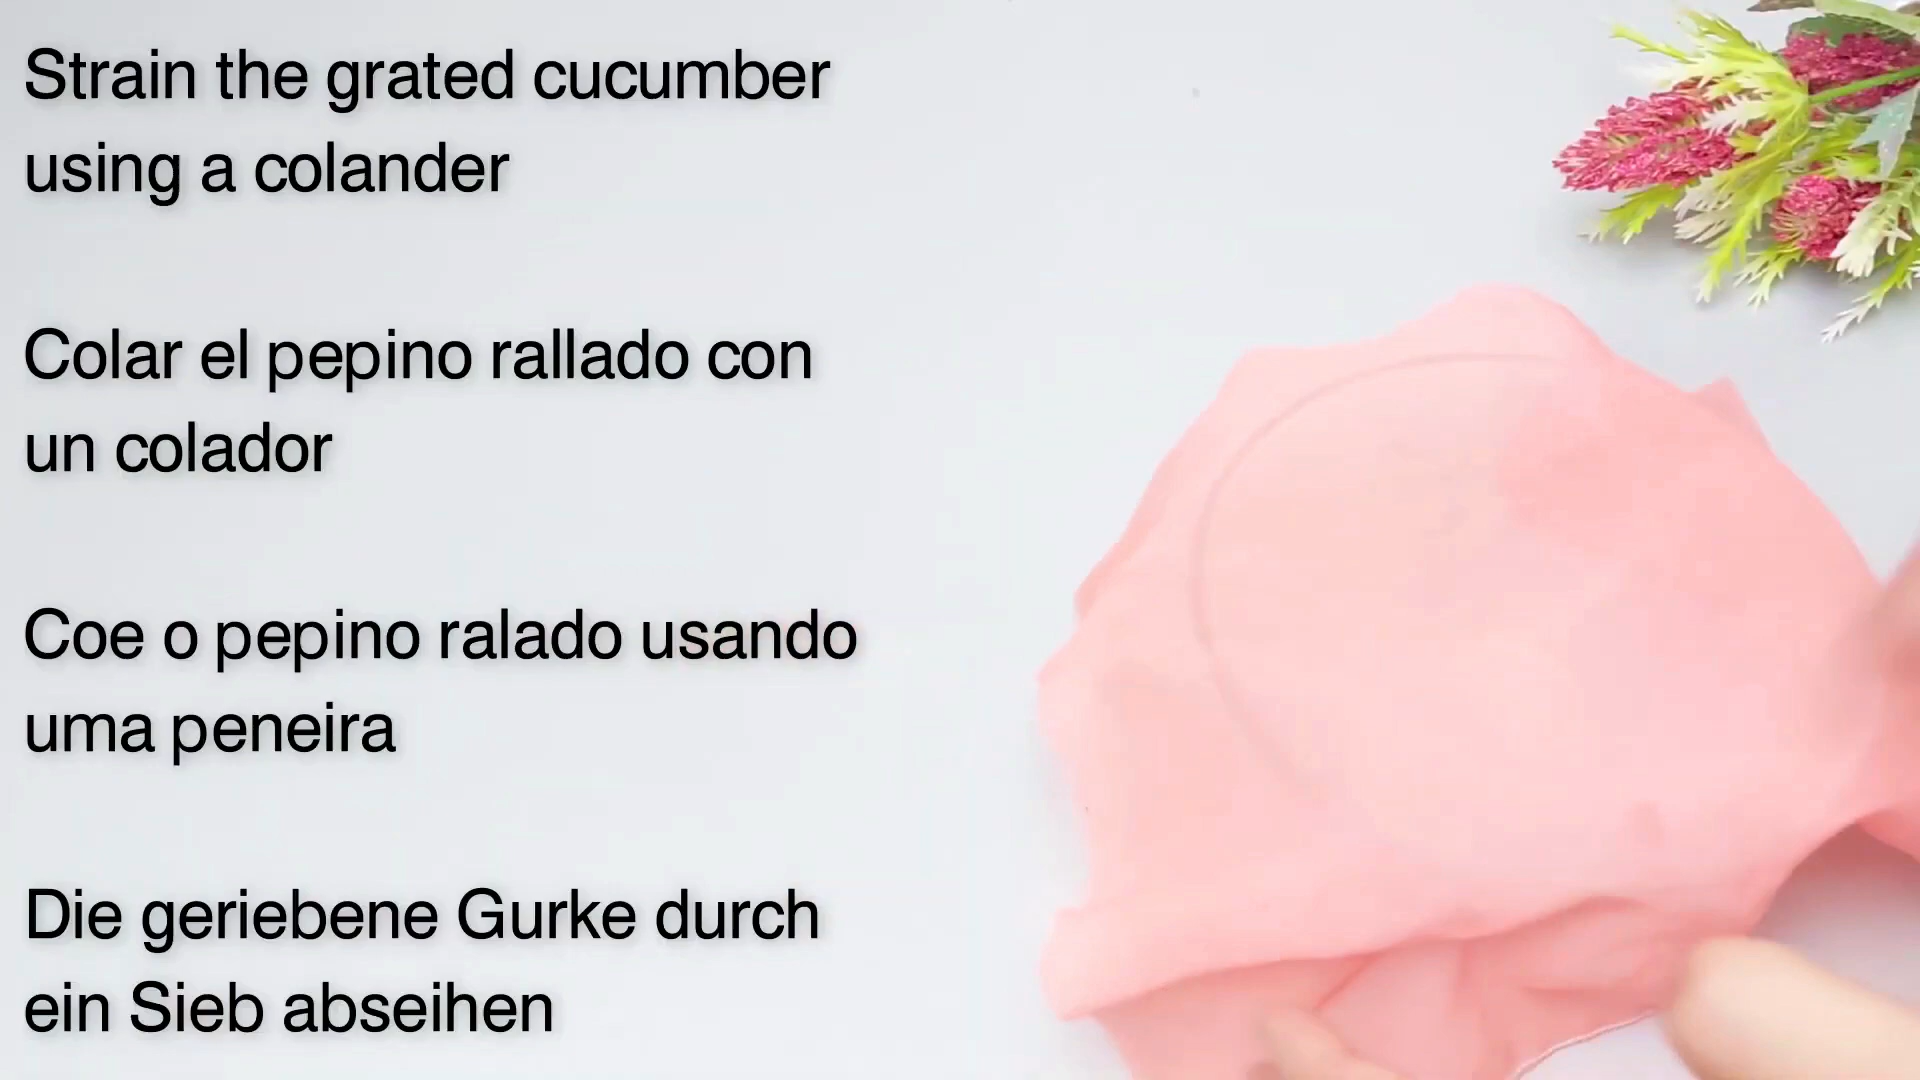 Strain the grated cucumber
using a colander
Colar el pepino rallado con
un colador
Coe o pepino ralado usando
uma peneira
Die geriebene Gurke durch
ein Sieb abseihen